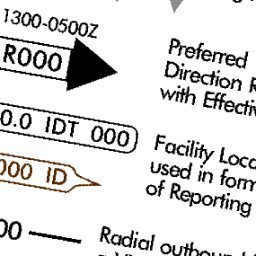 1300-0500Z
R000
Preferred
Direction R
with Effectiv
0.0 IDT 000
Facility Loca
used in form
of Reporting
000 ID
00
Radial outbound